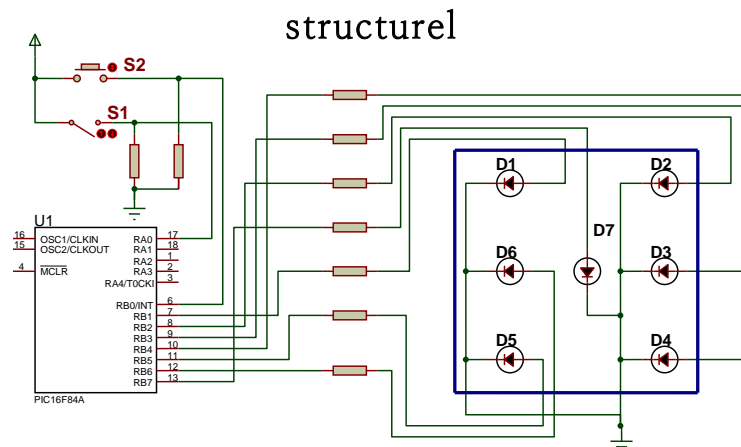 structurel
S2
S1
D1
D2
D7
D6
D3
D5
D4
U1
16 OSC1/CLKIN RA0 17
15 OSC2/CLKOUT RA1 18
RA2 1
4 MCLR RA3 2
RA4/T0CKI 3
RB0/INT 6
RB1 7
RB2 8
RB3 9
RB4 10
RB5 11
RB6 12
RB7 13
PIC16F84A